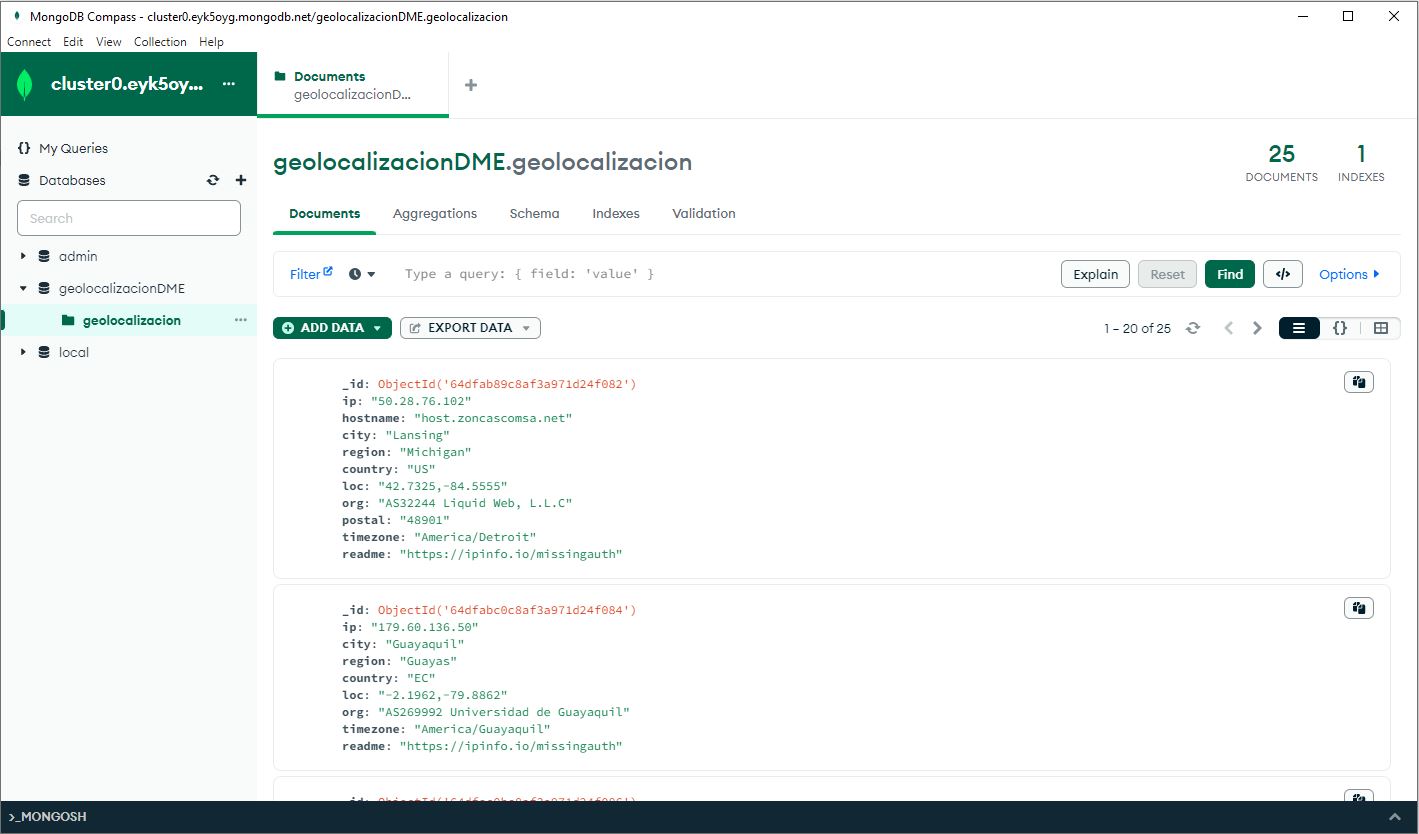 MongoDB Compass - cluster0.eyk5oyg.mongodb.net/geolocalizacionDME.geolocalizacion
Connect Edit View Collection Help
cluster0.eyk5oy... ...
Documents
geolocalizacionD...
{} My Queries
Databases
Search
admin
geolocalizacionDME
geolocalizacion ...
local
geolocalizacionDME.geolocalizacion
25 DOCUMENTS
1 INDEXES
Documents Aggregations Schema Indexes Validation
Filter Type a query: { field: 'value' } Explain Reset Find </> Options
ADD DATA EXPORT DATA 1 – 20 of 25 {}
_id: ObjectId('64dfab89c8af3a971d24f082')
ip: "50.28.76.102"
hostname: "host.zoncascomsa.net"
city: "Lansing"
region: "Michigan"
country: "US"
loc: "42.7325,-84.5555"
org: "AS32244 Liquid Web, L.L.C"
postal: "48901"
timezone: "America/Detroit"
readme: "https://ipinfo.io/missingauth"
_id: ObjectId('64dfabc0c8af3a971d24f084')
ip: "179.60.136.50"
city: "Guayaquil"
region: "Guayas"
country: "EC"
loc: "-2.1962,-79.8862"
org: "AS269992 Universidad de Guayaquil"
timezone: "America/Guayaquil"
readme: "https://ipinfo.io/missingauth"
>_MONGOSH